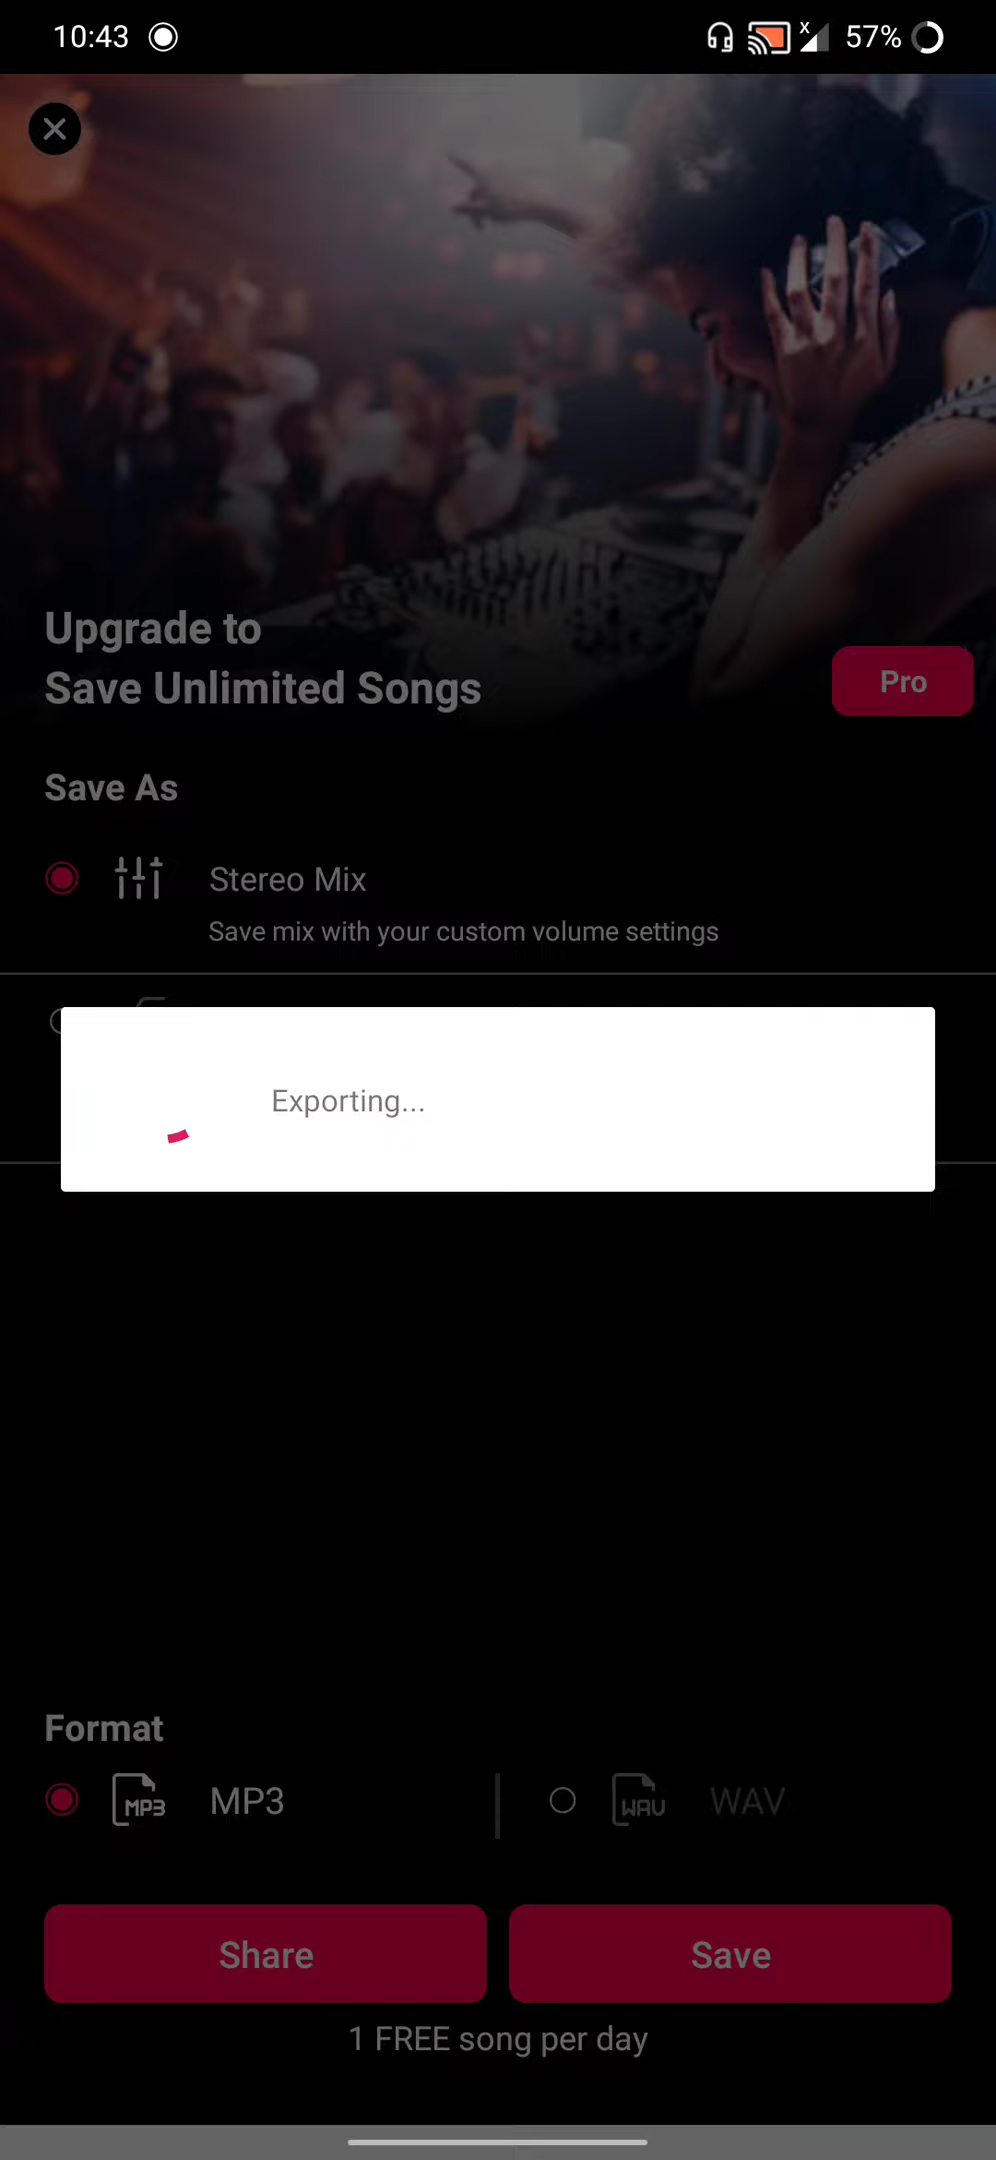 10:43
x
57%
Upgrade to
Save Unlimited Songs
Pro
Save As
Stereo Mix
Save mix with your custom volume settings
Exporting...
Format
MP3
MP3
WAV
WAV
Share
Save
1 FREE song per day